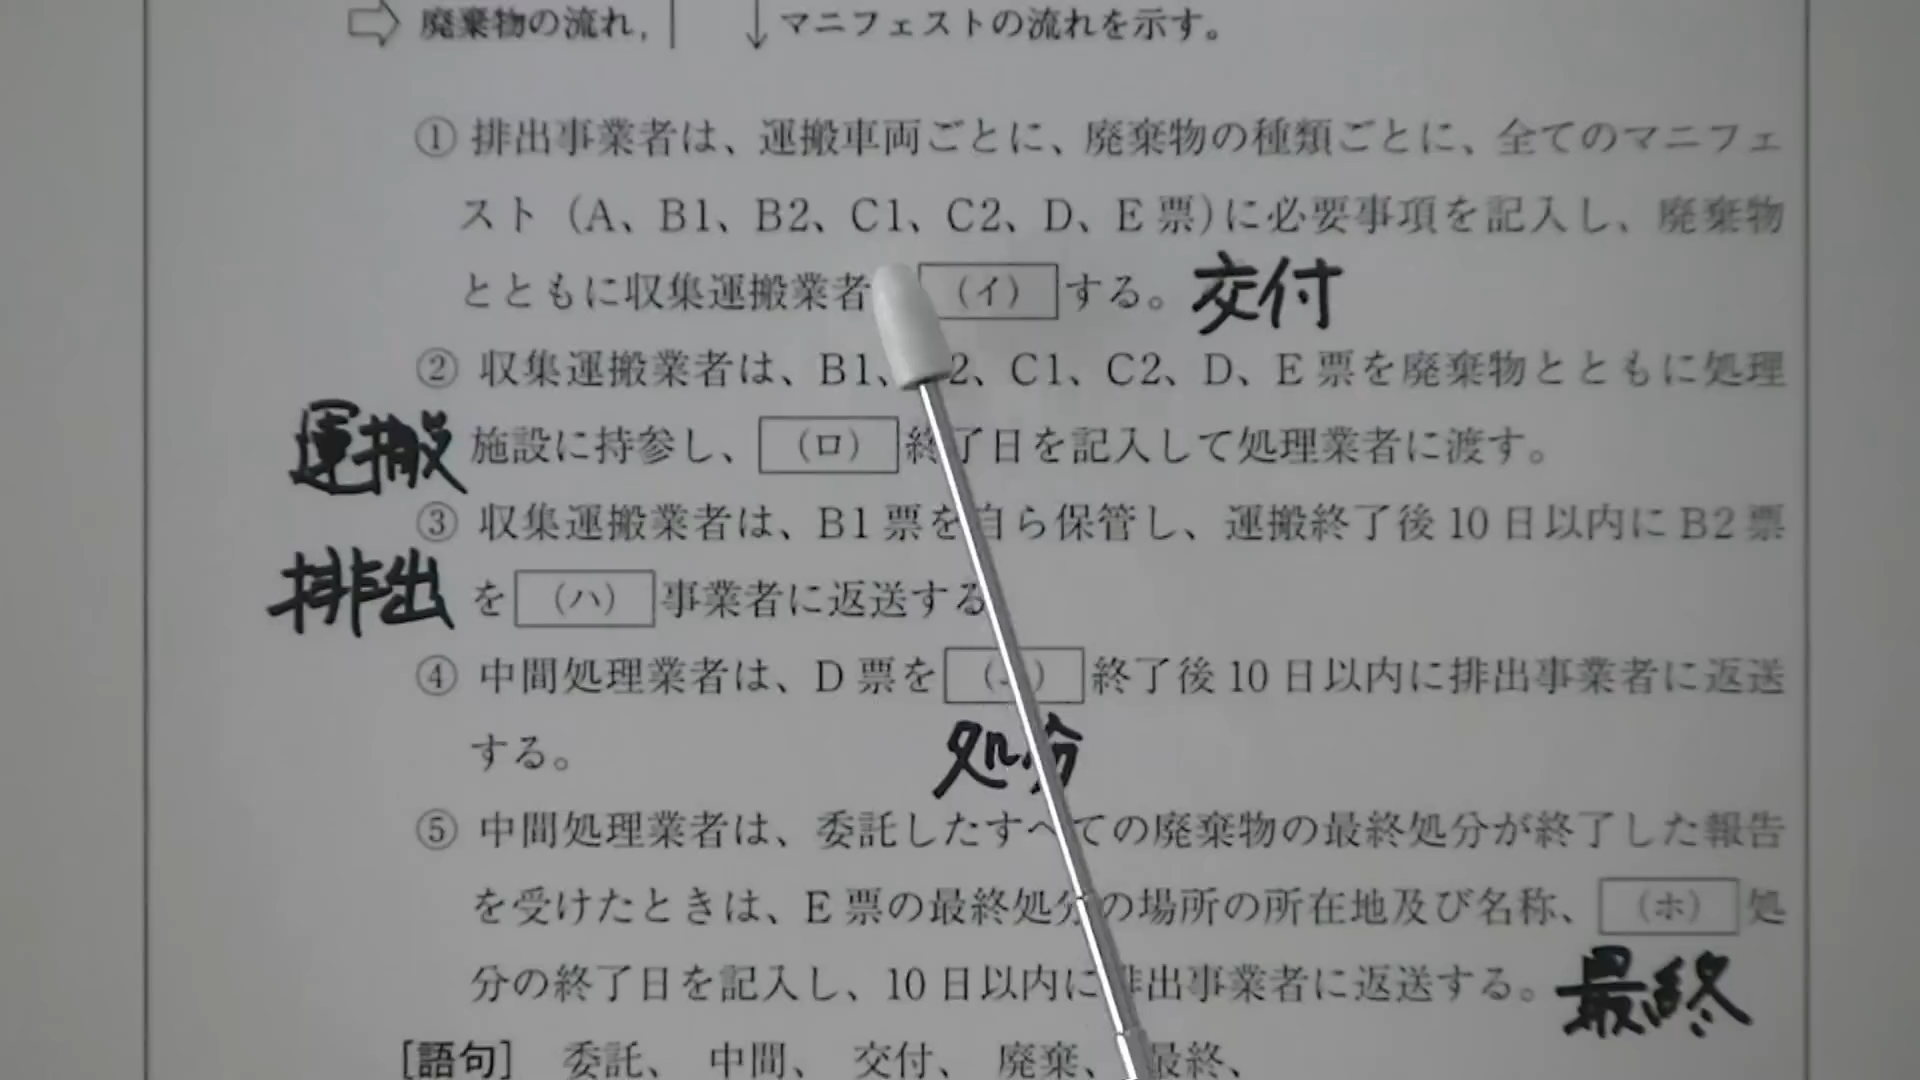 廃棄物の流れ, ↓ マニフェストの流れを示す。
① 排出事業者は、運搬車両ごとに、廃棄物の種類ごとに、全てのマニフェ
スト（A、B1、B2、C1、C2、D、E 票）に必要事項を記入し、廃棄物
とともに収集運搬業者 （イ） する。 交付
② 収集運搬業者は、B1、 2、C1、C2、D、E 票を廃棄物とともに処理
運搬 施設に持参し、 （ロ） 終了日を記入して処理業者に渡す。
③ 収集運搬業者は、B1 票を自ら保管し、運搬終了後 10 日以内に B2 票
排出 を （ハ） 事業者に返送する
④ 中間処理業者は、D 票を 終了後 10 日以内に排出事業者に返送
する。 処分
⑤ 中間処理業者は、委託したすべての廃棄物の最終処分が終了した報告
を受けたときは、E 票の最終処分の場所の所在地及び名称、 （ホ） 処
分の終了日を記入し、10 日以内に排出事業者に返送する。 最終
［語句］ 委託、 中間、 交付、 廃棄、 最終、